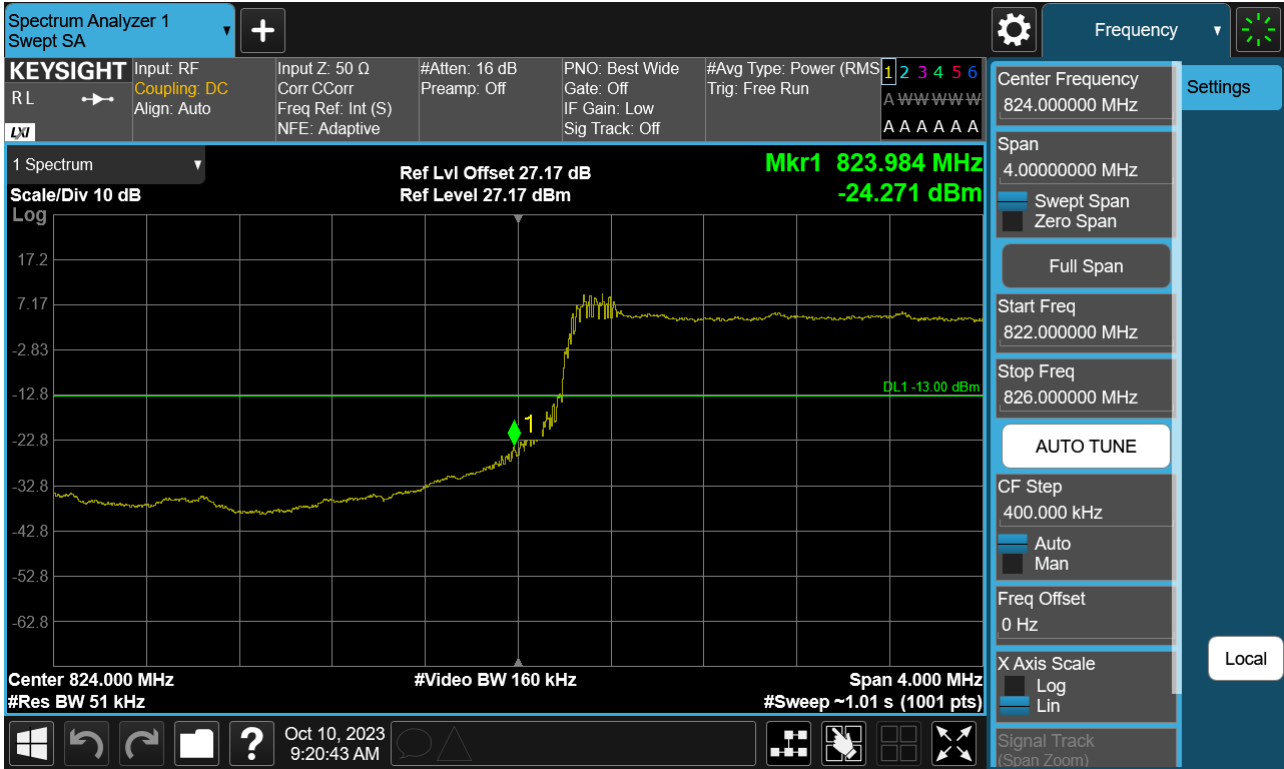 Spectrum Analyzer 1
Swept SA
Frequency
KEYSIGHT
R L
LXI
Input: RF
Coupling: DC
Align: Auto
Input Z: 50 Ω
Corr CCorr
Freq Ref: Int (S)
NFE: Adaptive
#Atten: 16 dB
Preamp: Off
PNO: Best Wide
Gate: Off
IF Gain: Low
Sig Track: Off
#Avg Type: Power (RMS
Trig: Free Run
1 2 3 4 5 6
A W W W W W
A A A A A A
1 Spectrum
Scale/Div 10 dB
Log
Ref Lvl Offset 27.17 dB
Ref Level 27.17 dBm
Mkr1 823.984 MHz
-24.271 dBm
17.2
7.17
-2.83
-12.8
-22.8
-32.8
-42.8
-52.8
-62.8
DL1 -13.00 dBm
1
Center 824.000 MHz
#Video BW 160 kHz
Span 4.000 MHz
#Res BW 51 kHz
#Sweep ~1.01 s (1001 pts)
Oct 10, 2023
9:20:43 AM
Center Frequency
824.000000 MHz
Span
4.00000000 MHz
Swept Span
Zero Span
Full Span
Start Freq
822.000000 MHz
Stop Freq
826.000000 MHz
AUTO TUNE
CF Step
400.000 kHz
Auto
Man
Freq Offset
0 Hz
X Axis Scale
Log
Lin
Signal Track
(Span Zoom)
Settings
Local